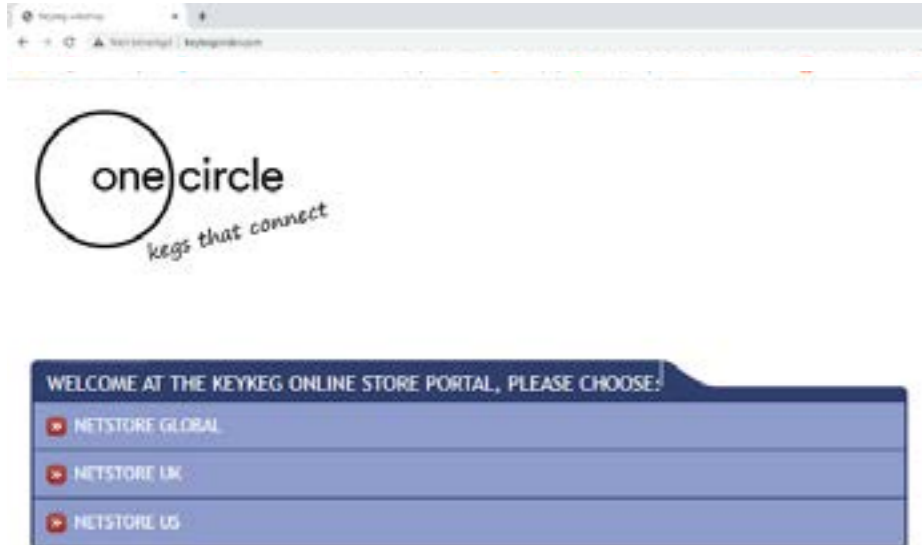 one circle
kegs that connect
WELCOME AT THE KEYKEG ONLINE STORE PORTAL, PLEASE CHOOSE:
NETSTORE GLOBAL
NETSTORE UK
NETSTORE US